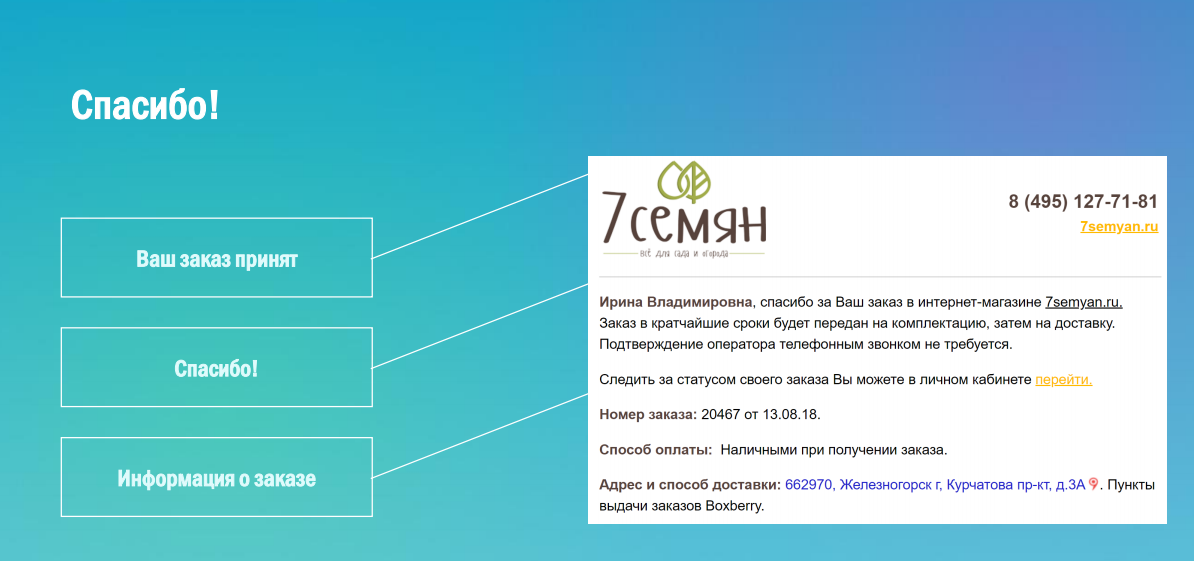 Спасибо!
Ваш заказ принят
Спасибо!
Информация о заказе
7семян
всё для сада и огорода
8 (495) 127-71-81
7semyan.ru
Ирина Владимировна, спасибо за Ваш заказ в интернет-магазине 7semyan.ru.
Заказ в кратчайшие сроки будет передан на комплектацию, затем на доставку.
Подтверждение оператора телефонным звонком не требуется.
Следить за статусом своего заказа Вы можете в личном кабинете перейти.
Номер заказа: 20467 от 13.08.18.
Способ оплаты: Наличными при получении заказа.
Адрес и способ доставки: 662970, Железногорск г, Курчатова пр-кт, д.3А. Пункты
выдачи заказов Boxberry.